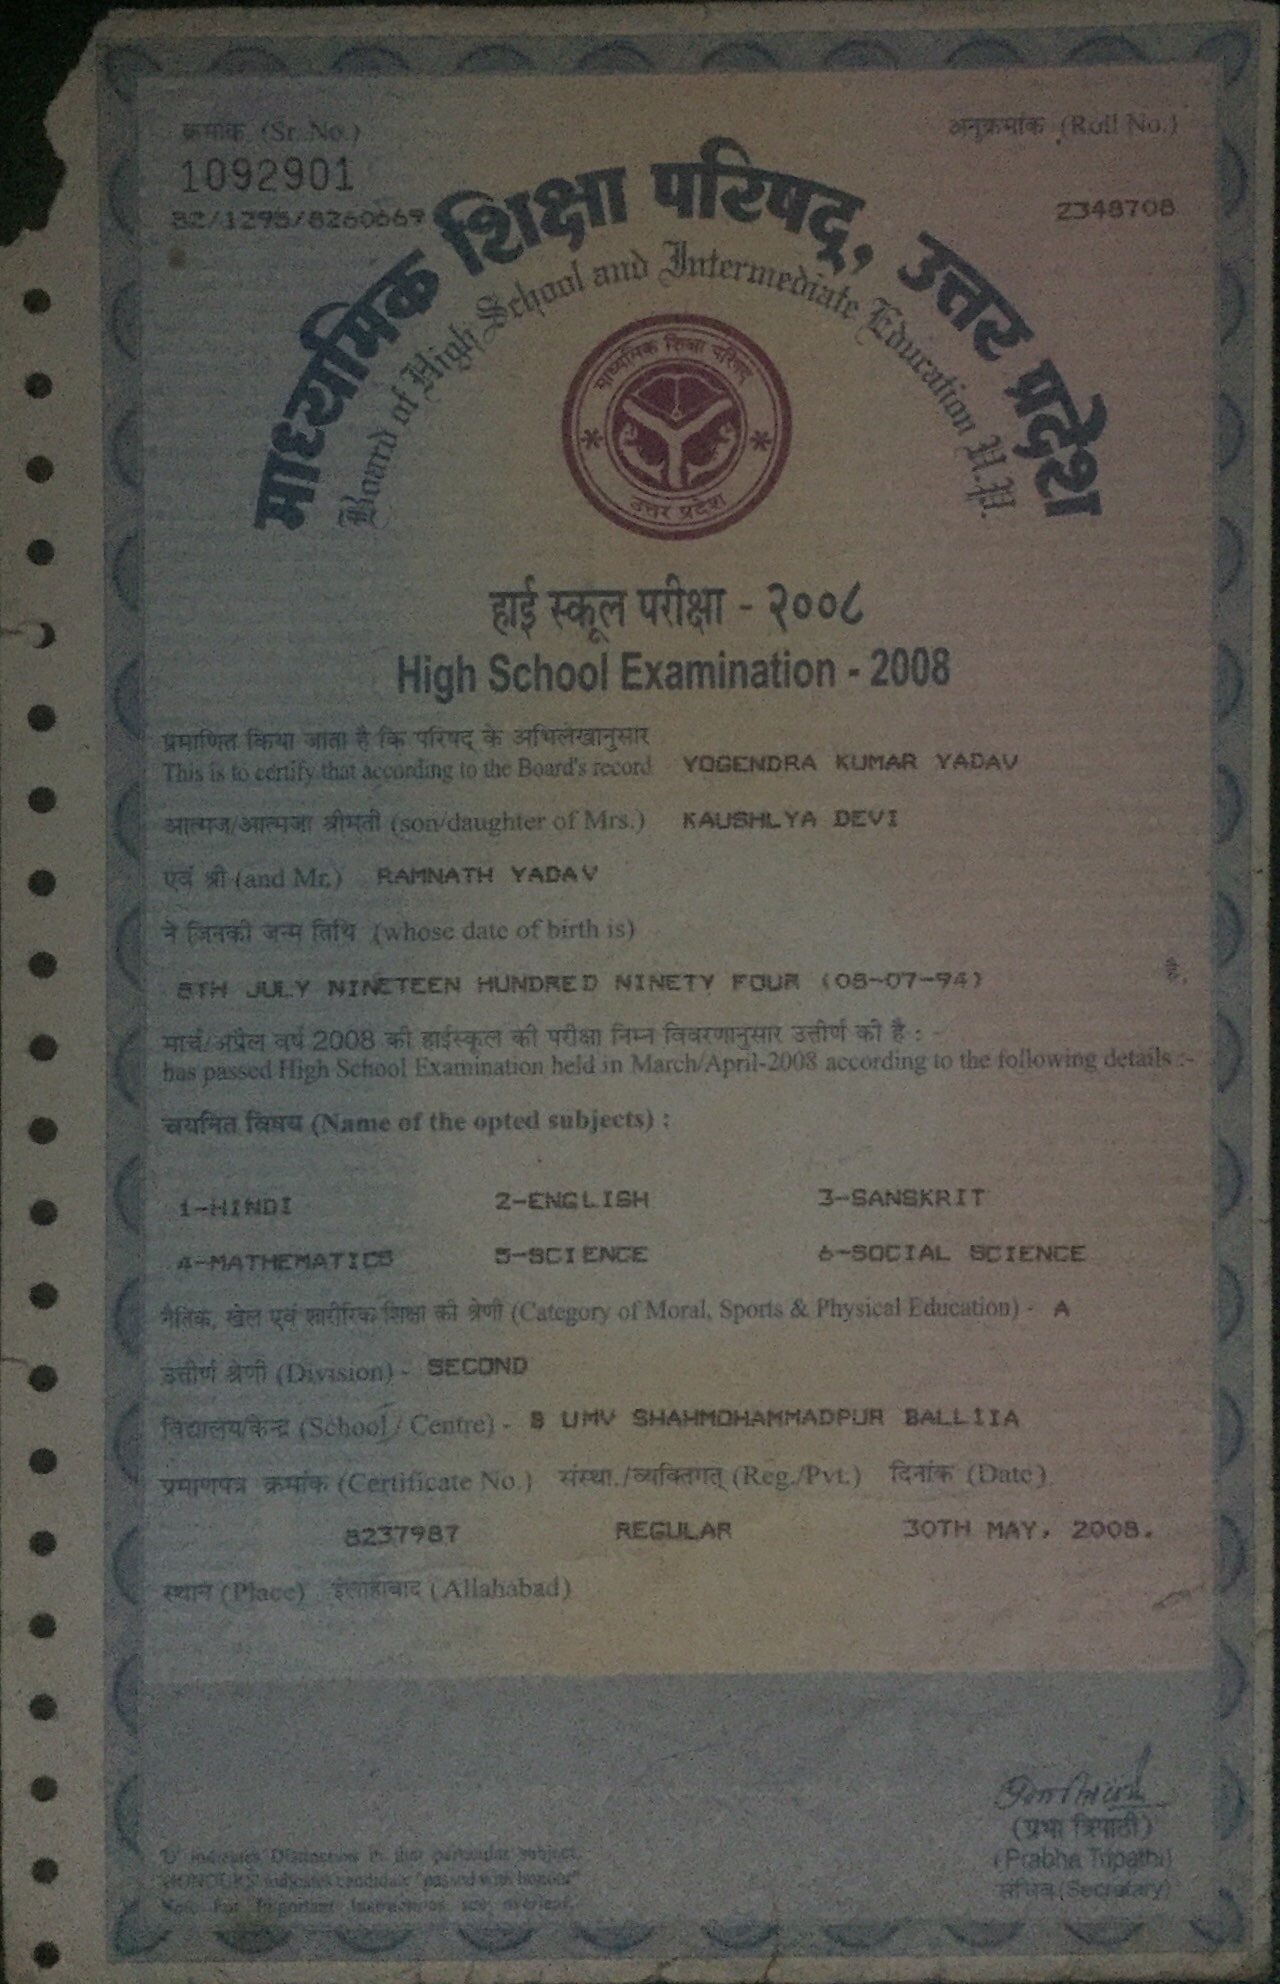 क्रमांक (Sr. No.)
अनुक्रमांक (Roll No.)
1092901
82/1295/8260669
2348708
माध्यमिक शिक्षा परिषद्, उत्तर प्रदेश
Board of High School and Intermediate Education U.P.
माध्यमिक शिक्षा परिषद्
उत्तर प्रदेश
हाई स्कूल परीक्षा - २००८
High School Examination - 2008
प्रमाणित किया जाता है कि परिषद् के अभिलेखानुसार
This is to certify that according to the Board's record YOGENDRA KUMAR YADAV
आत्मज/आत्मजा श्रीमती (son/daughter of Mrs.) KAUSHLYA DEVI
एवं श्री (and Mr.) RAMNATH YADAV
ने जिनकी जन्म तिथि (whose date of birth is)
8TH JULY NINETEEN HUNDRED NINETY FOUR (08-07-94)
है,
मार्च/अप्रैल वर्ष 2008 की हाईस्कूल की परीक्षा निम्न विवरणानुसार उत्तीर्ण की है : -
has passed High School Examination held in March/April-2008 according to the following details :-
चयनित विषय (Name of the opted subjects) :
1-HINDI 2-ENGLISH 3-SANSKRIT
4-MATHEMATICS 5-SCIENCE 6-SOCIAL SCIENCE
नैतिक, खेल एवं शारीरिक शिक्षा की श्रेणी (Category of Moral, Sports & Physical Education) - A
उत्तीर्ण श्रेणी (Division) - SECOND
विद्यालय/केन्द्र (School / Centre) - S UMV SHAHMOHAMMADPUR BALLIIA
प्रमाणपत्र क्रमांक (Certificate No.) संस्था./व्यक्तिगत् (Reg./Pvt.) दिनांक (Date)
8237987 REGULAR 30TH MAY, 2008.
स्थान (Place) इलाहाबाद (Allahabad)
(प्रभा त्रिपाठी)
(Prabha Tripathi)
सचिव (Secretary)
'D' indicates Distinction in that particular subject.
'HONOURS' indicates candidate "passed with honour"
Note For Important Instructions see overleaf.